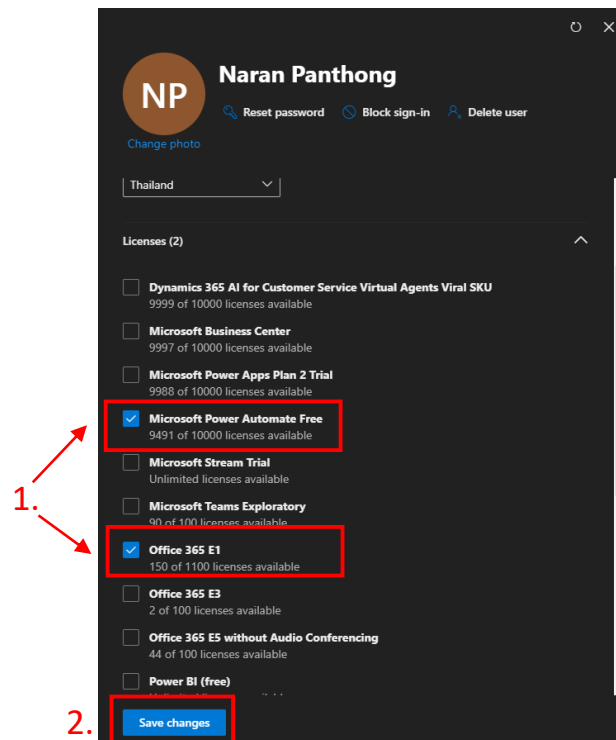 Naran Panthong
NP
Reset password Block sign-in Delete user
Change photo
Thailand
Licenses (2)
Dynamics 365 AI for Customer Service Virtual Agents Viral SKU
9999 of 10000 licenses available
Microsoft Business Center
9997 of 10000 licenses available
Microsoft Power Apps Plan 2 Trial
9988 of 10000 licenses available
Microsoft Power Automate Free
9491 of 10000 licenses available
Microsoft Stream Trial
Unlimited licenses available
1.
Microsoft Teams Exploratory
90 of 100 licenses available
Office 365 E1
150 of 1100 licenses available
Office 365 E3
2 of 100 licenses available
Office 365 E5 without Audio Conferencing
44 of 100 licenses available
Power BI (free)
2.
Save changes